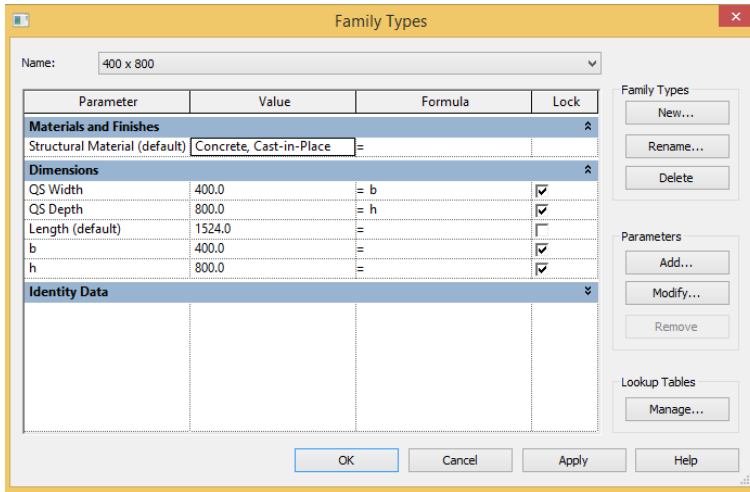 Family Types
Name: 400 x 800
Parameter Value Formula Lock
Materials and Finishes
Structural Material (default) Concrete, Cast-in-Place =
Dimensions
QS Width 400.0 = b
QS Depth 800.0 = h
Length (default) 1524.0 =
b 400.0 =
h 800.0 =
Identity Data
Family Types
New...
Rename...
Delete
Parameters
Add...
Modify...
Remove
Lookup Tables
Manage...
OK Cancel Apply Help